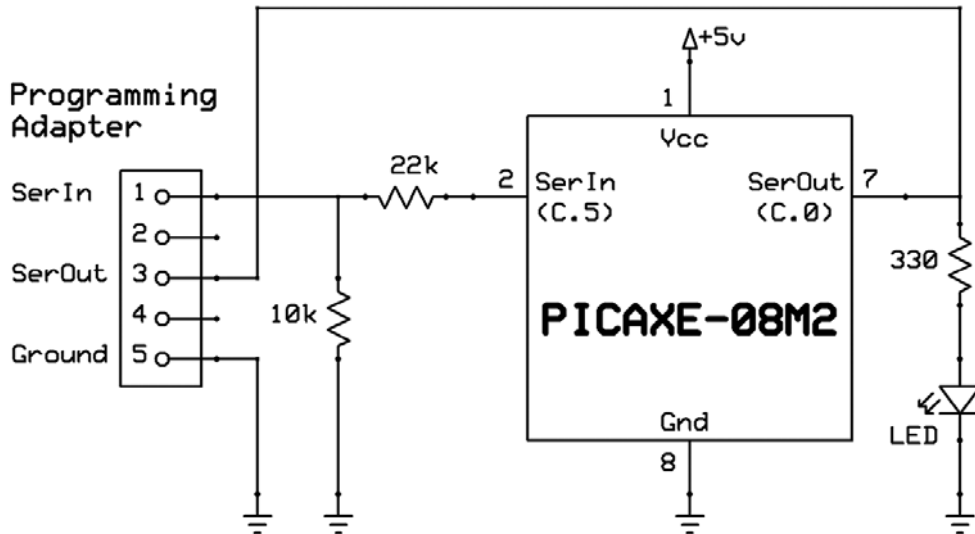 +5v
Programming
Adapter
1
Vcc
22k
SerIn
1
2
SerIn
(C.5)
SerOut
(C.0)
7
2
SerOut
3
330
10k
4
PICAXE-08M2
Ground
5
Gnd
LED
8